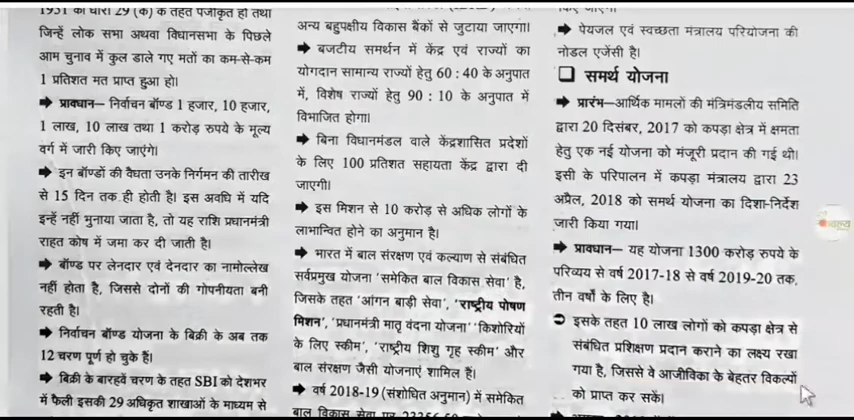 1951 की धारा 29 (क) के तहत पंजीकृत हो तथा
जिन्हें लोक सभा अथवा विधानसभा के पिछले
आम चुनाव में कुल डाले गए मतों का कम-से-कम
1 प्रतिशत मत प्राप्त हुआ हो।
➡ प्रावधान– निर्वाचन बॉण्ड 1 हजार, 10 हजार,
1 लाख, 10 लाख तथा 1 करोड़ रुपये के मूल्य
वर्ग में जारी किए जाएंगे।
➡ इन बॉण्डों की वैधता उनके निर्गमन की तारीख
से 15 दिन तक ही होती है। इस अवधि में यदि
इन्हें नहीं भुनाया जाता है, तो यह राशि प्रधानमंत्री
राहत कोष में जमा कर दी जाती है।
➡ बॉण्ड पर लेनदार एवं देनदार का नामोल्लेख
नहीं होता है, जिससे दोनों की गोपनीयता बनी
रहती है।
➡ निर्वाचन बॉण्ड योजना के बिक्री के अब तक
12 चरण पूर्ण हो चुके हैं।
➡ बिक्री के बारहवें चरण के तहत SBI को देशभर
में फैली इसकी 29 अधिकृत शाखाओं के माध्यम से
अन्य बहुपक्षीय विकास बैंकों से जुटाया जाएगा।
➡ बजटीय समर्थन में केंद्र एवं राज्यों का
योगदान सामान्य राज्यों हेतु 60 : 40 के अनुपात
में, विशेष राज्यों हेतु 90 : 10 के अनुपात में
विभाजित होगा।
➡ बिना विधानमंडल वाले केंद्रशासित प्रदेशों
के लिए 100 प्रतिशत सहायता केंद्र द्वारा दी
जाएगी।
➡ इस मिशन से 10 करोड़ से अधिक लोगों के
लाभान्वित होने का अनुमान है।
➡ भारत में बाल संरक्षण एवं कल्याण से संबंधित
सर्वप्रमुख योजना 'समेकित बाल विकास सेवा' है,
जिसके तहत 'आंगन बाड़ी सेवा', 'राष्ट्रीय पोषण
मिशन', 'प्रधानमंत्री मातृ वंदना योजना' 'किशोरियों
के लिए स्कीम', 'राष्ट्रीय शिशु गृह स्कीम' और
बाल संरक्षण जैसी योजनाएं शामिल हैं।
➡ वर्ष 2018-19 (संशोधित अनुमान) में समेकित
बाल विकास सेवा पर
किए जाएंगे।
➡ पेयजल एवं स्वच्छता मंत्रालय परियोजना की
नोडल एजेंसी है।
❑ समर्थ योजना
➡ प्रारंभ–आर्थिक मामलों की मंत्रिमंडलीय समिति
द्वारा 20 दिसंबर, 2017 को कपड़ा क्षेत्र में क्षमता
हेतु एक नई योजना को मंजूरी प्रदान की गई थी।
इसी के परिपालन में कपड़ा मंत्रालय द्वारा 23
अप्रैल, 2018 को समर्थ योजना का दिशा-निर्देश
जारी किया गया।
➡ प्रावधान– यह योजना 1300 करोड़ रुपये के
परिव्यय से वर्ष 2017-18 से वर्ष 2019-20 तक,
तीन वर्षों के लिए है।
➲ इसके तहत 10 लाख लोगों को कपड़ा क्षेत्र से
संबंधित प्रशिक्षण प्रदान कराने का लक्ष्य रखा
गया है, जिससे वे आजीविका के बेहतर विकल्पों
को प्राप्त कर सकें।